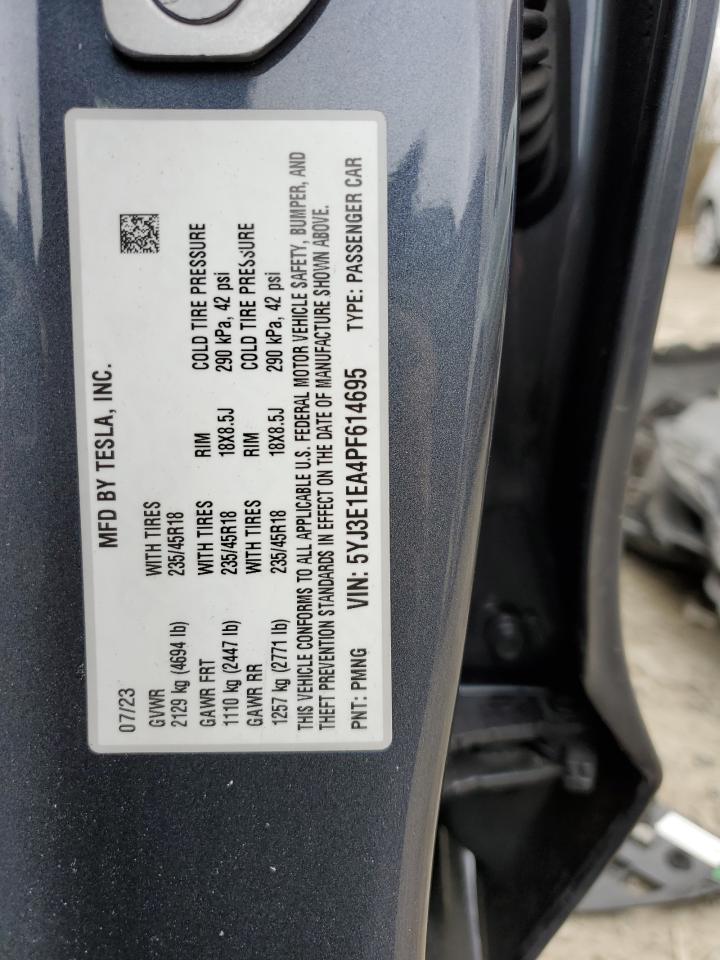 MFD BY TESLA, INC.
07/23
GVWR WITH TIRES
2129 kg (4694 lb) 235/45R18
GAWR FRT WITH TIRES RIM COLD TIRE PRESSURE
1110 kg (2447 lb) 235/45R18 18X8.5J 290 kPa, 42 psi
GAWR RR WITH TIRES RIM COLD TIRE PRESSURE
1257 kg (2771 lb) 235/45R18 18X8.5J 290 kPa, 42 psi
THIS VEHICLE CONFORMS TO ALL APPLICABLE U.S. FEDERAL MOTOR VEHICLE SAFETY, BUMPER, AND
THEFT PREVENTION STANDARDS IN EFFECT ON THE DATE OF MANUFACTURE SHOWN ABOVE.
PNT: PMNG VIN: 5YJ3E1EA4PF614695 TYPE: PASSENGER CAR